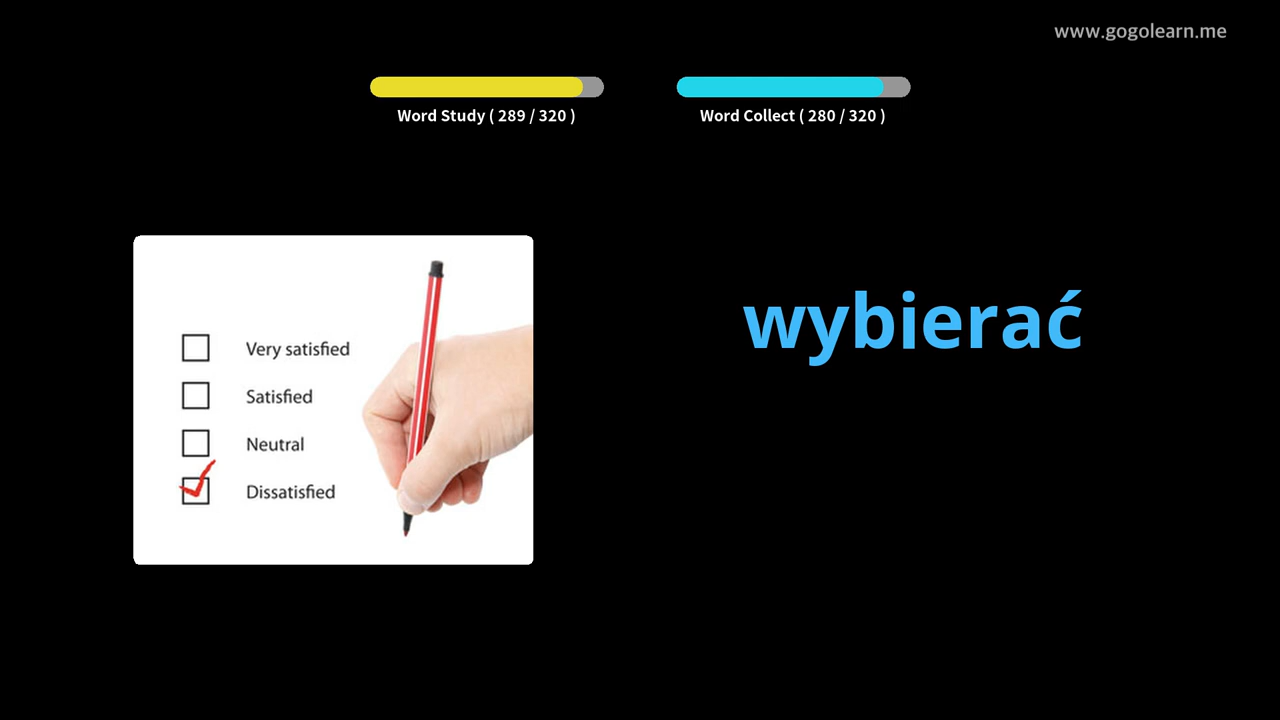 www.gogolearn.me
Word Study ( 289 / 320 )
Word Collect ( 280 / 320 )
Very satisfied
Satisfied
Neutral
Dissatisfied
wybierać